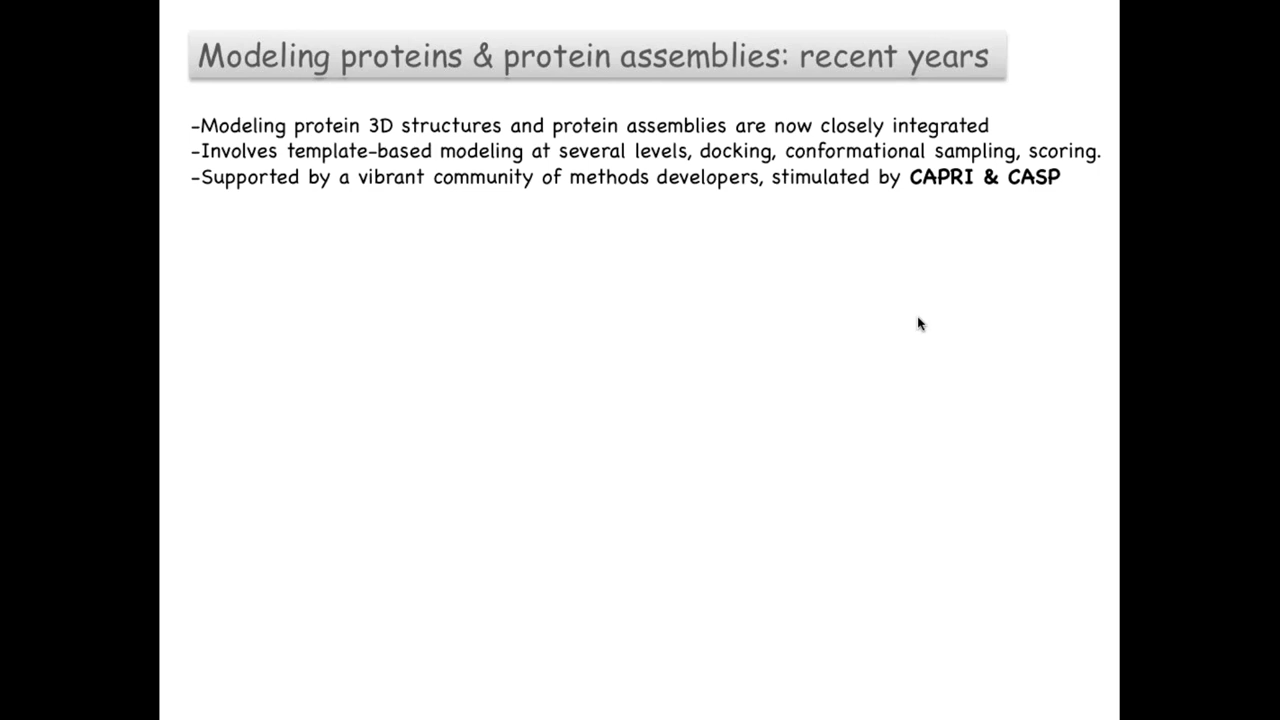 Modeling proteins & protein assemblies: recent years
-Modeling protein 3D structures and protein assemblies are now closely integrated
-Involves template-based modeling at several levels, docking, conformational sampling, scoring.
-Supported by a vibrant community of methods developers, stimulated by CAPRI & CASP